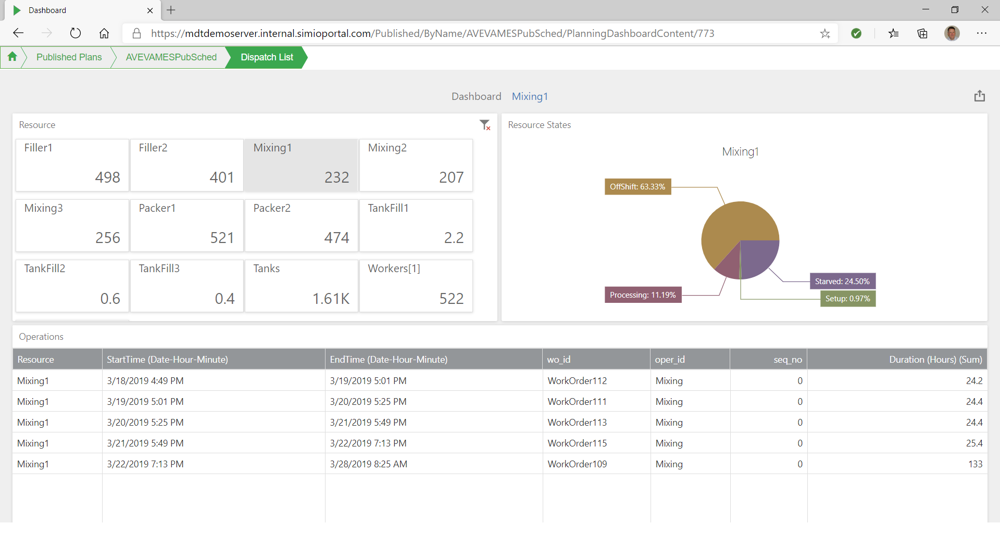 Dashboard
https://mdtdemoserver.internal.simioportal.com/Published/ByName/AVEVAMESPubSched/PlanningDashboardContent/773
Published Plans AVEVAMESPubSched Dispatch List
Dashboard Mixing1
Resource
Filler1 Filler2 Mixing1 Mixing2
498 401 232 207
Mixing3 Packer1 Packer2 TankFill1
256 521 474 2.2
TankFill2 TankFill3 Tanks Workers[1]
0.6 0.4 1.61K 522
Resource States
Mixing1
OffShift: 63.33%
Starved: 24.50%
Processing: 11.19%
Setup: 0.97%
Operations
Resource StartTime (Date-Hour-Minute) EndTime (Date-Hour-Minute) wo_id oper_id seq_no Duration (Hours) (Sum)
Mixing1 3/18/2019 4:49 PM 3/19/2019 5:01 PM WorkOrder112 Mixing 0 24.2
Mixing1 3/19/2019 5:01 PM 3/20/2019 5:25 PM WorkOrder111 Mixing 0 24.4
Mixing1 3/20/2019 5:25 PM 3/21/2019 5:49 PM WorkOrder113 Mixing 0 24.4
Mixing1 3/21/2019 5:49 PM 3/22/2019 7:13 PM WorkOrder115 Mixing 0 25.4
Mixing1 3/22/2019 7:13 PM 3/28/2019 8:25 AM WorkOrder109 Mixing 0 133